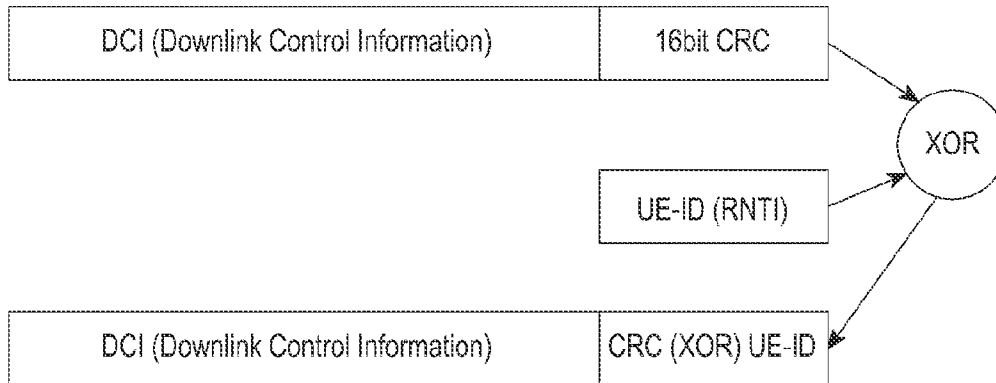 DCI (Downlink Control Information) 16bit CRC
XOR
UE-ID (RNTI)
DCI (Downlink Control Information) CRC (XOR) UE-ID